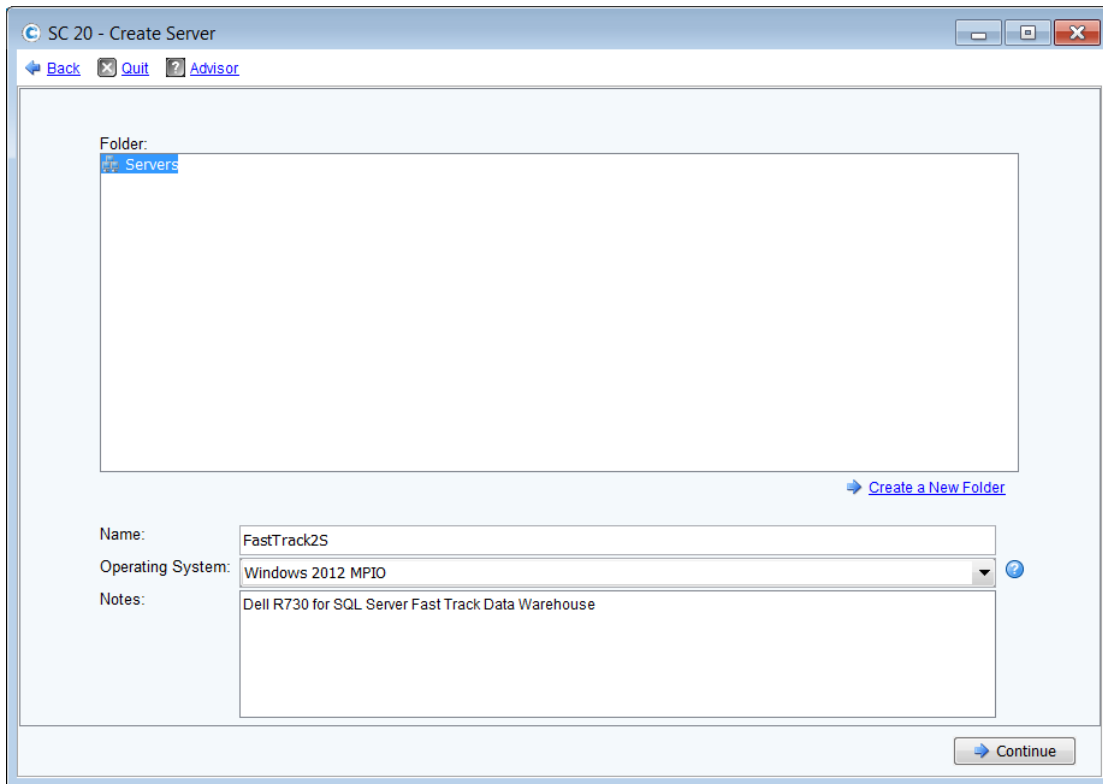 SC 20 - Create Server
Back Quit Advisor
Folder:
Servers
Create a New Folder
Name: FastTrack2S
Operating System: Windows 2012 MPIO
Notes: Dell R730 for SQL Server Fast Track Data Warehouse
Continue